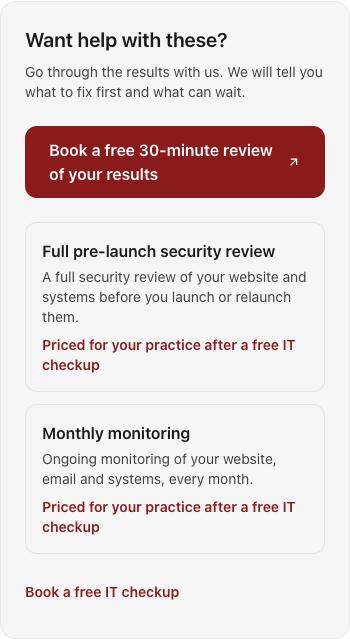 Want help with these?
Go through the results with us. We will tell you
what to fix first and what can wait.
Book a free 30-minute review
of your results
Full pre-launch security review
A full security review of your website and
systems before you launch or relaunch
them.
Priced for your practice after a free IT
checkup
Monthly monitoring
Ongoing monitoring of your website,
email and systems, every month.
Priced for your practice after a free IT
checkup
Book a free IT checkup